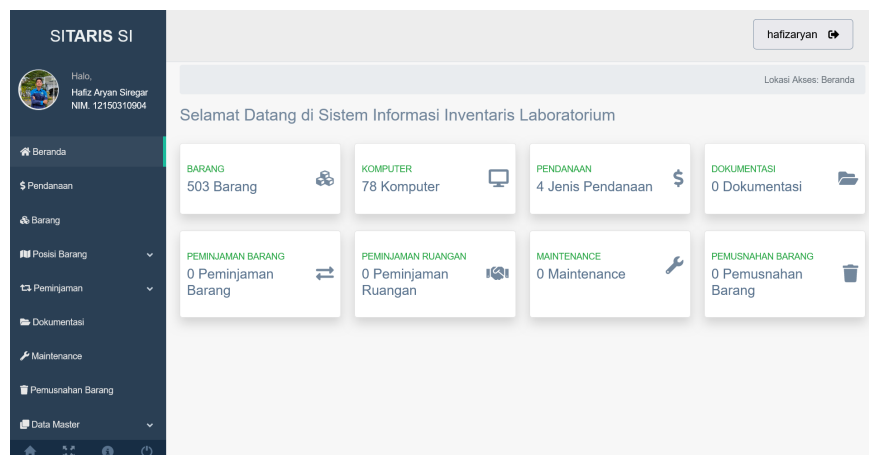 SITARIS SI
hafizaryan
Halo,
Hafiz Aryan Siregar
NIM. 12150310904
Lokasi Akses: Beranda
Selamat Datang di Sistem Informasi Inventaris Laboratorium
Beranda
Pendanaan
Barang
Posisi Barang
Peminjaman
Dokumentasi
Maintenance
Pemusnahan Barang
Data Master
BARANG
503 Barang
KOMPUTER
78 Komputer
PENDANAAN
4 Jenis Pendanaan
DOKUMENTASI
0 Dokumentasi
PEMINJAMAN BARANG
0 Peminjaman
Barang
PEMINJAMAN RUANGAN
0 Peminjaman
Ruangan
MAINTENANCE
0 Maintenance
PEMUSNAHAN BARANG
0 Pemusnahan
Barang